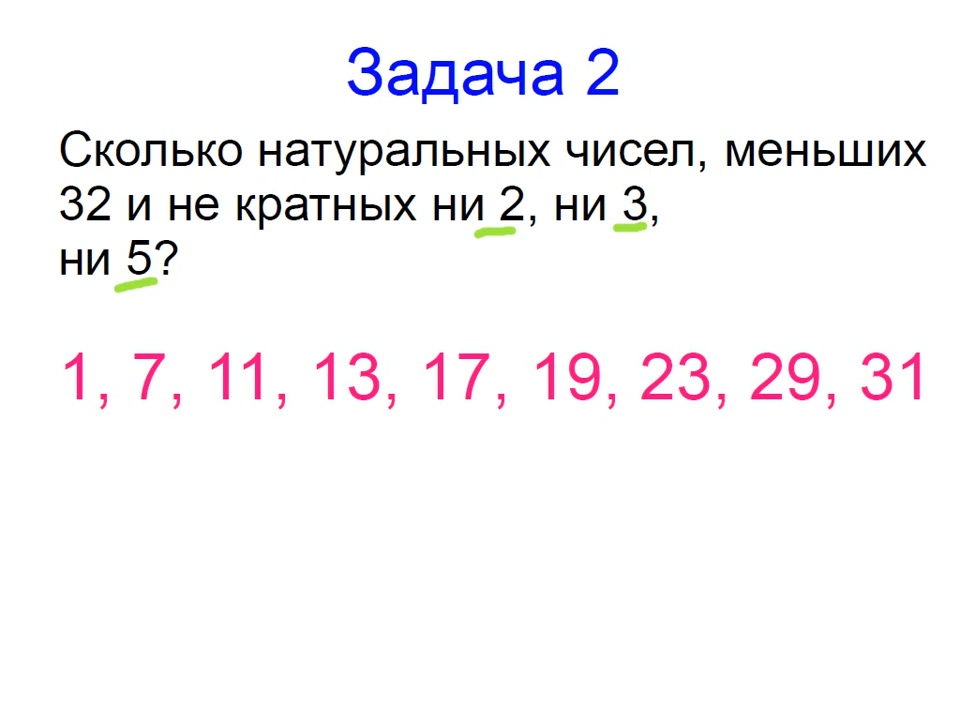 Задача 2
Сколько натуральных чисел, меньших
32 и не кратных ни 2, ни 3,
ни 5?
1, 7, 11, 13, 17, 19, 23, 29, 31